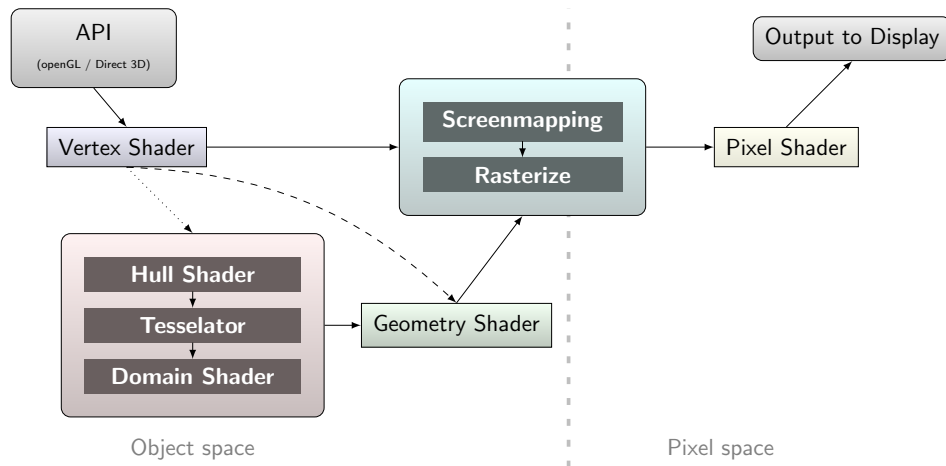 API
(openGL / Direct 3D)
Output to Display
Screenmapping
Vertex Shader
Pixel Shader
Rasterize
Hull Shader
Tesselator
Geometry Shader
Domain Shader
Object space
Pixel space